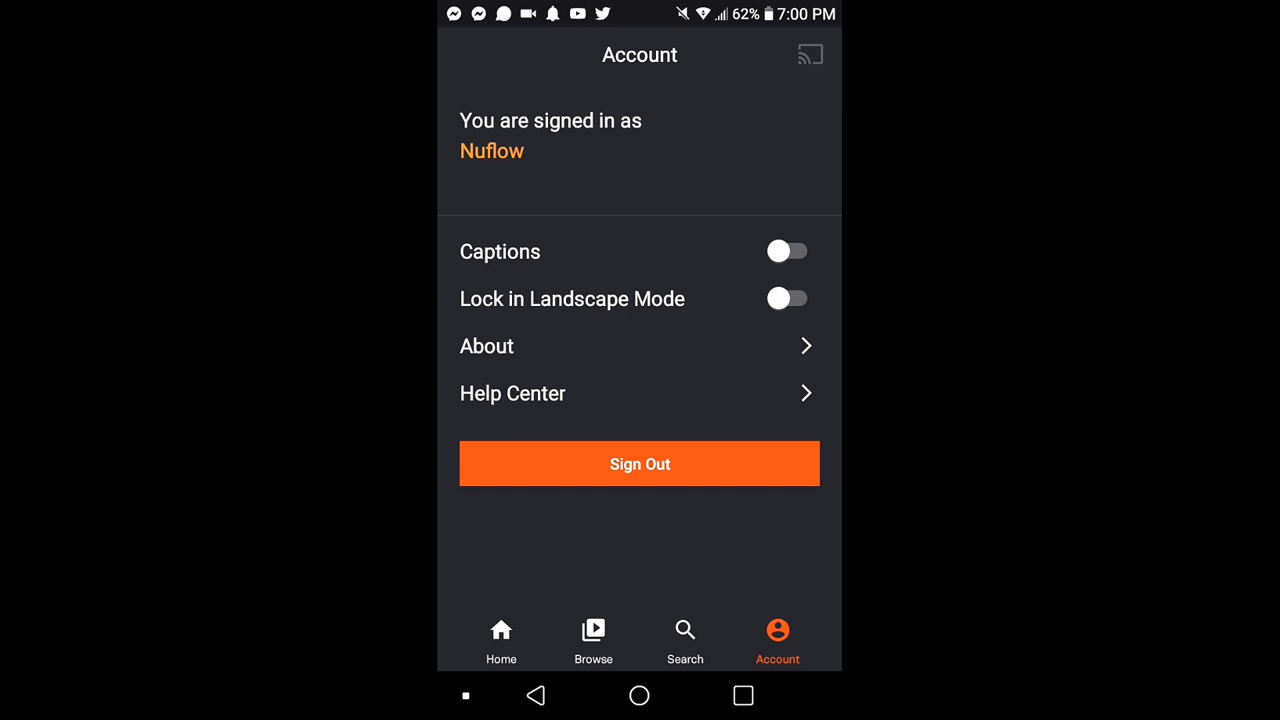 62% 7:00 PM
Account
You are signed in as
Nuflow
Captions
Lock in Landscape Mode
About
Help Center
Sign Out
Home Browse Search Account